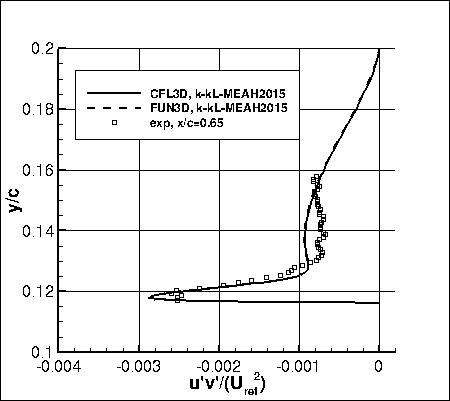 0.2
CFL3D, k-kL-MEAH2015
FUN3D, k-kL-MEAH2015
exp, x/c=0.65
0.18
0.16
y/c
0.14
0.12
0.1
-0.004 -0.003 -0.002 -0.001 0
u'v'/(U_ref^2)